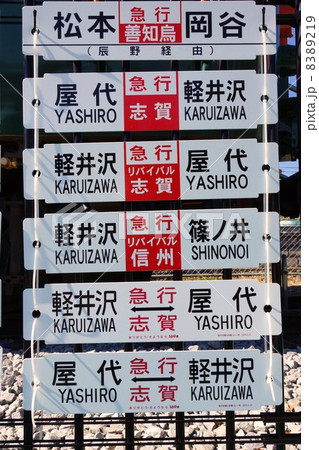 松本 急行 善知鳥 岡谷
(辰野経由)
屋代 急行 志賀 軽井沢
YASHIRO KARUIZAWA
軽井沢 急行 リバイバル 志賀 屋代
KARUIZAWA YASHIRO
軽井沢 急行 リバイバル 信州 篠ノ井
KARUIZAWA SHINONOI
軽井沢 急行 志賀 屋代
KARUIZAWA YASHIRO
屋代 急行 志賀 軽井沢
YASHIRO KARUIZAWA
8389219